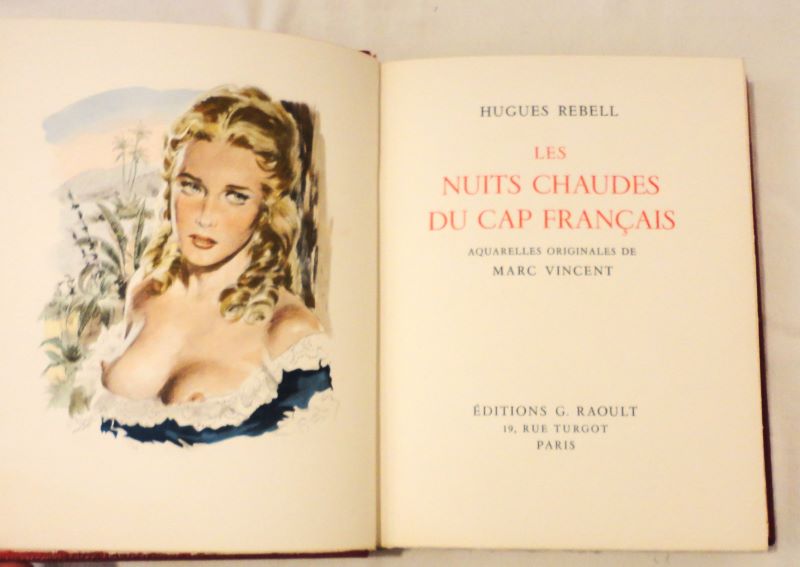 HUGUES REBELL
LES
NUITS CHAUDES
DU CAP FRANÇAIS
AQUARELLES ORIGINALES DE
MARC VINCENT
ÉDITIONS G. RAOULT
19, RUE TURGOT
PARIS